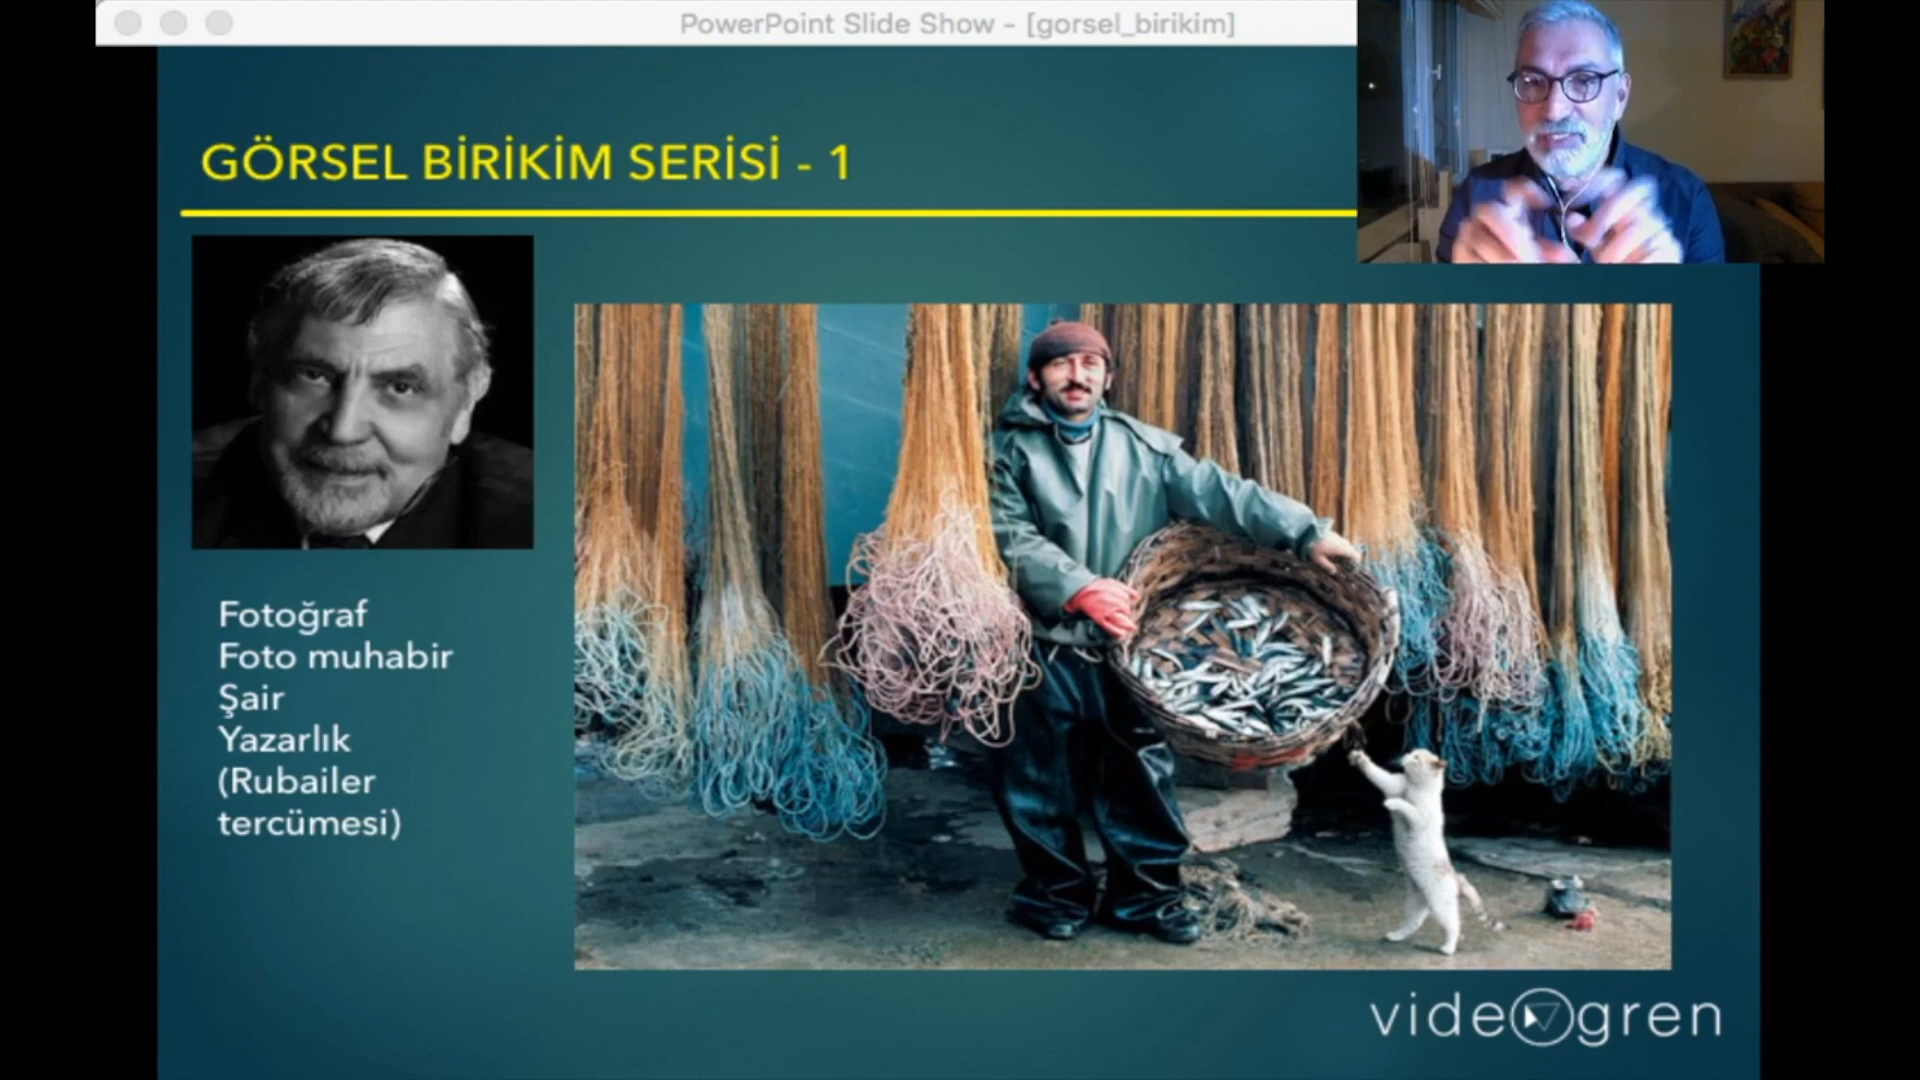 PowerPoint Slide Show - [gorsel_birikim]
GÖRSEL BİRİKİM SERİSİ - 1
Fotoğraf
Foto muhabir
Şair
Yazarlık
(Rubailer
tercümesi)
videogren